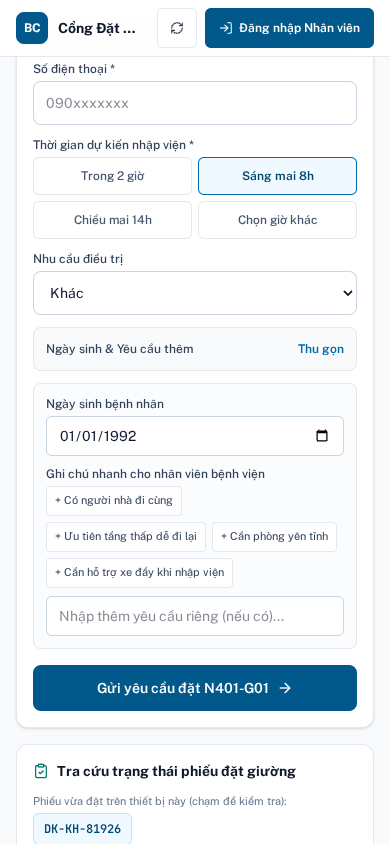 BC
Cổng Đặt ...
Đăng nhập Nhân viên
Số điện thoại *
090xxxxxxx
Thời gian dự kiến nhập viện *
Trong 2 giờ
Sáng mai 8h
Chiều mai 14h
Chọn giờ khác
Nhu cầu điều trị
Khác
Ngày sinh & Yêu cầu thêm
Thu gọn
Ngày sinh bệnh nhân
01/01/1992
Ghi chú nhanh cho nhân viên bệnh viện
+ Có người nhà đi cùng
+ Ưu tiên tầng thấp dễ đi lại
+ Cần phòng yên tĩnh
+ Cần hỗ trợ xe đẩy khi nhập viện
Nhập thêm yêu cầu riêng (nếu có)...
Gửi yêu cầu đặt N401-G01 →
Tra cứu trạng thái phiếu đặt giường
Phiếu vừa đặt trên thiết bị này (chạm để kiểm tra):
DK-KH-81926